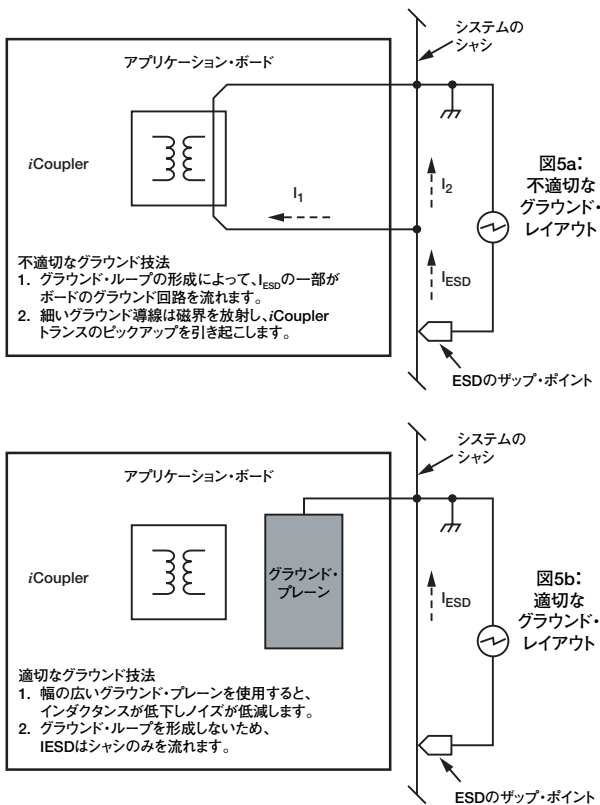 システムの
シャシ
アプリケーション・ボード
iCoupler
I1
I2
IESD
図5a:
不適切な
グラウンド・
レイアウト
不適切なグラウンド技法
1. グラウンド・ループの形成によって、IESDの一部が
ボードのグラウンド回路を流れます。
2. 細いグラウンド導線は磁界を放射し、iCoupler
トランスのピックアップを引き起こします。
ESDのザップ・ポイント
システムの
シャシ
アプリケーション・ボード
iCoupler
グラウンド・
プレーン
IESD
図5b:
適切な
グラウンド・
レイアウト
適切なグラウンド技法
1. 幅の広いグラウンド・プレーンを使用すると、
インダクタンスが低下しノイズが低減します。
2. グラウンド・ループを形成しないため、
IESDはシャシのみを流れます。
ESDのザップ・ポイント